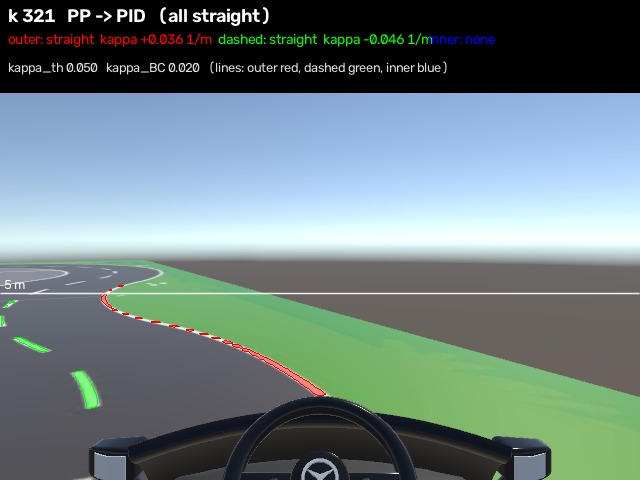 k 321 PP -> PID (all straight)
outer: straight kappa +0.036 1/m dashed: straight kappa -0.046 1/m inner: none
kappa_th 0.050 kappa_BC 0.020 (lines: outer red, dashed green, inner blue)
5 m